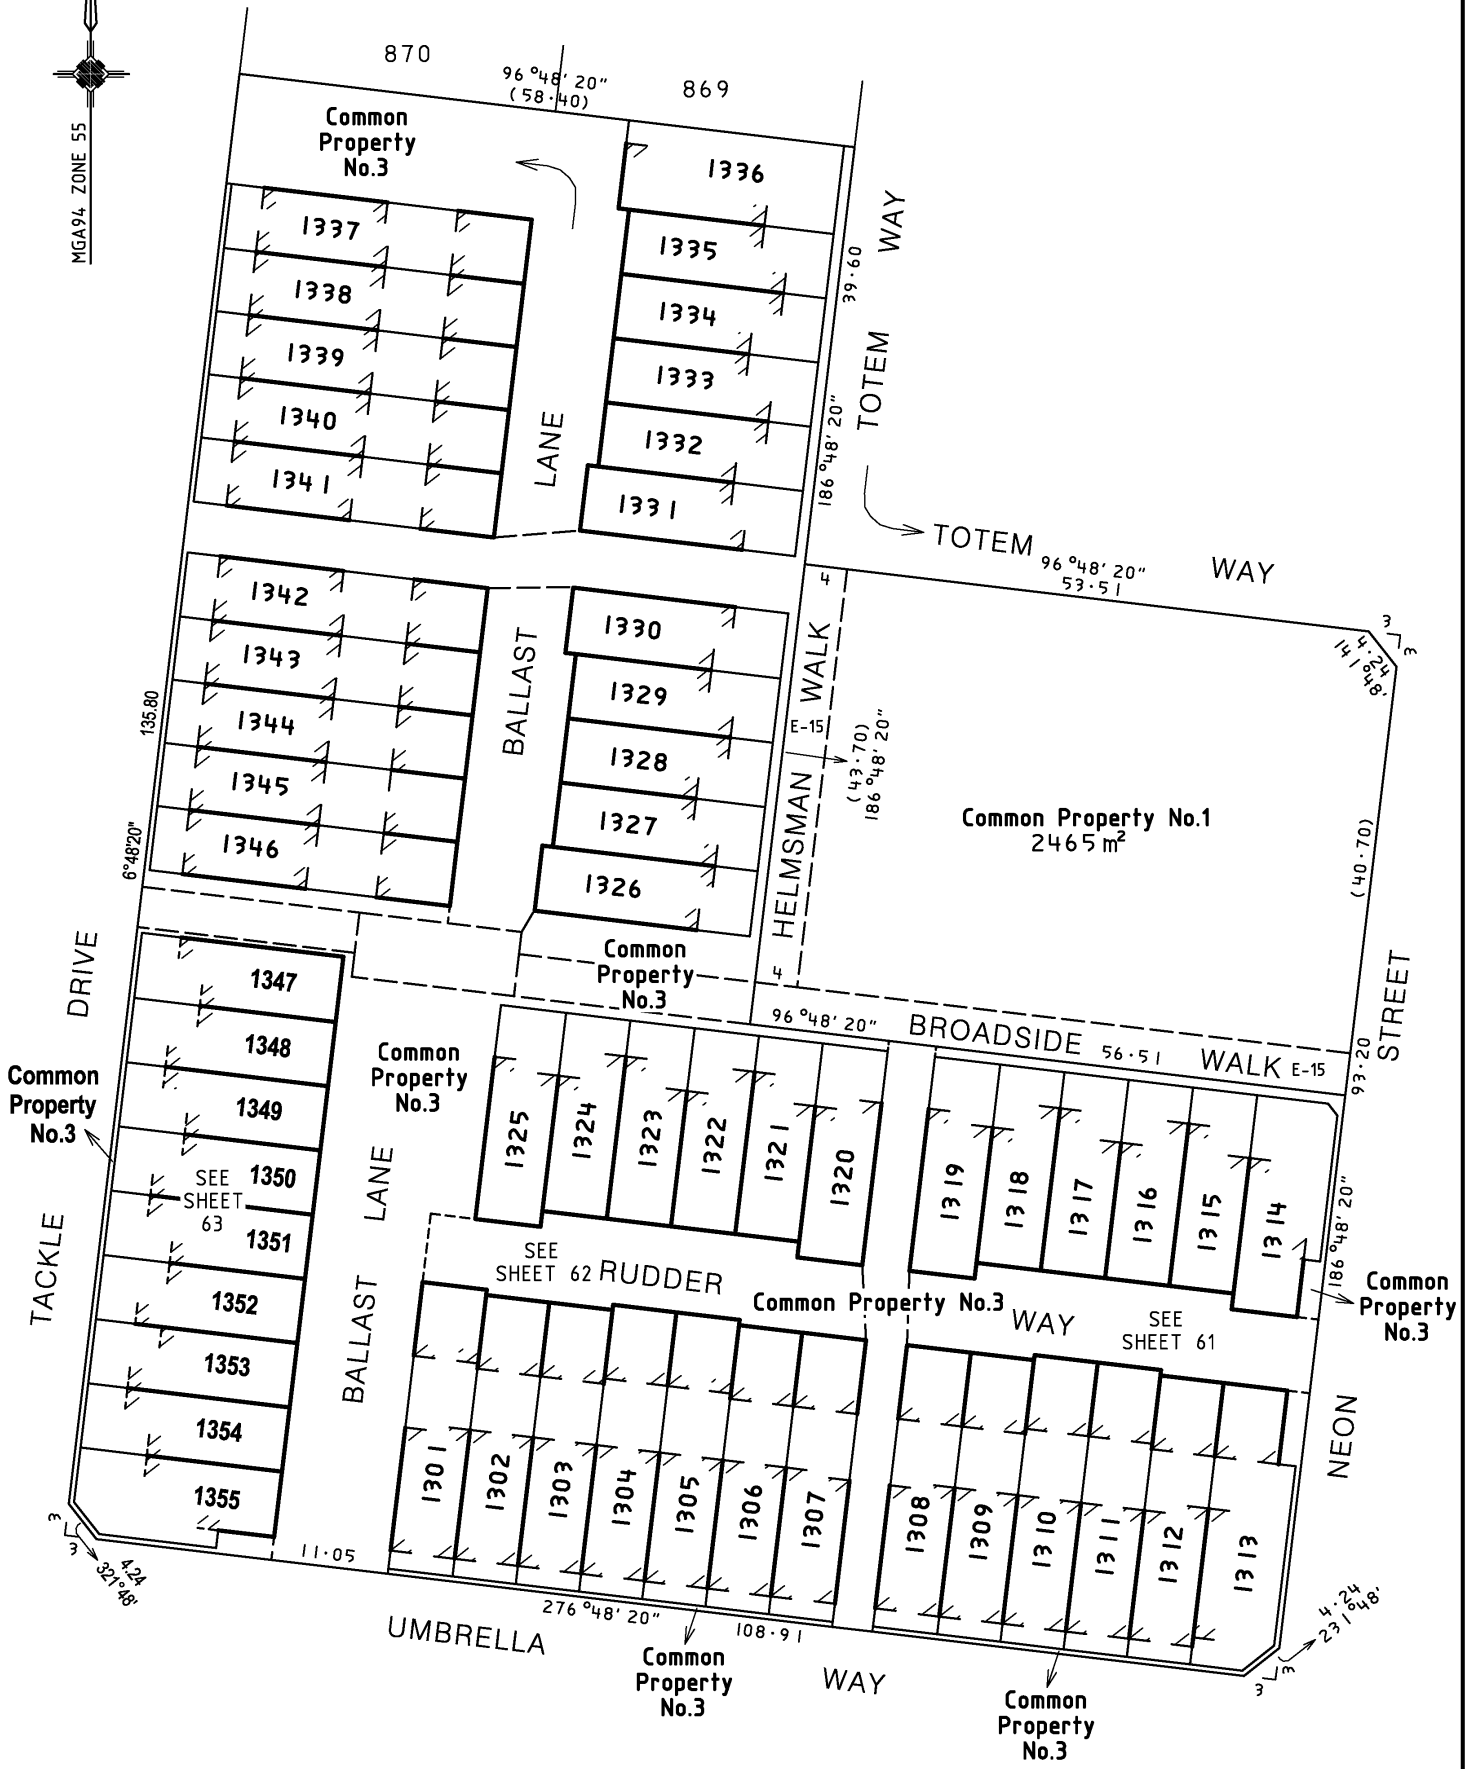 MGA94 ZONE 55
870
869
96°48′20″
(58·40)
Common
Property
No.3
1336
1335
1334
1333
1332
1331
1337
1338
1339
1340
1341
LANE
TOTEM WAY
39·60
186°48′20″
TOTEM WAY
96°48′20″
53·51
3
3
4·24
141°48′
1342
1343
1344
1345
1346
BALLAST
1330
1329
1328
1327
1326
135.80
6°48'20"
4
HELMSMAN WALK
E-15
4
(43·70)
186°48′20″
Common Property No.1
2465m²
(40·70)
Common
Property
No.3
DRIVE
TACKLE
Common
Property
No.3
1347
1348
1349
1350
SEE
SHEET
63
1351
1352
1353
1354
1355
Common
Property
No.3
BALLAST LANE
96°48′20″
BROADSIDE WALK
56·51
E-15
93·20
STREET
NEON
1325
1324
1323
1322
1321
1320
1319
1318
1317
1316
1315
1314
186°48′20″
Common
Property
No.3
SEE
SHEET 62
RUDDER WAY
Common Property No.3
SEE
SHEET 61
1301
1302
1303
1304
1305
1306
1307
1308
1309
1310
1311
1312
1313
3
3
4.24
321°48'
11·05
276°48′20″
108·91
UMBRELLA WAY
Common
Property
No.3
Common
Property
No.3
4·24
231°48′
3
3